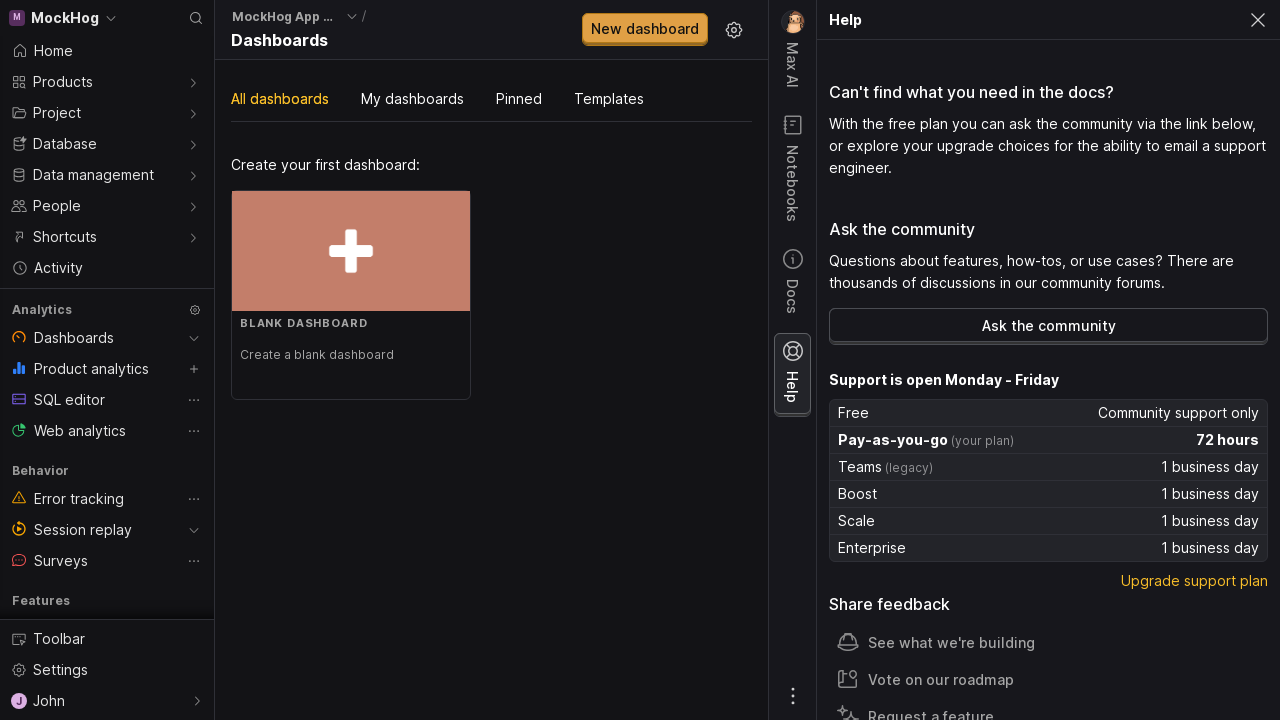 M MockHog
Home
Products
Project
Database
Data management
People
Shortcuts
Activity
Analytics
Dashboards
Product analytics
SQL editor
Web analytics
Behavior
Error tracking
Session replay
Surveys
Features
Toolbar
Settings
J John
MockHog App ... /
Dashboards
New dashboard
All dashboards My dashboards Pinned Templates
Create your first dashboard:
BLANK DASHBOARD
Create a blank dashboard
Max AI
Notebooks
Docs
Help
Help
Can't find what you need in the docs?
With the free plan you can ask the community via the link below,
or explore your upgrade choices for the ability to email a support
engineer.
Ask the community
Questions about features, how-tos, or use cases? There are
thousands of discussions in our community forums.
Ask the community
Support is open Monday - Friday
Free Community support only
Pay-as-you-go (your plan) 72 hours
Teams (legacy) 1 business day
Boost 1 business day
Scale 1 business day
Enterprise 1 business day
Upgrade support plan
Share feedback
See what we're building
Vote on our roadmap
Request a feature